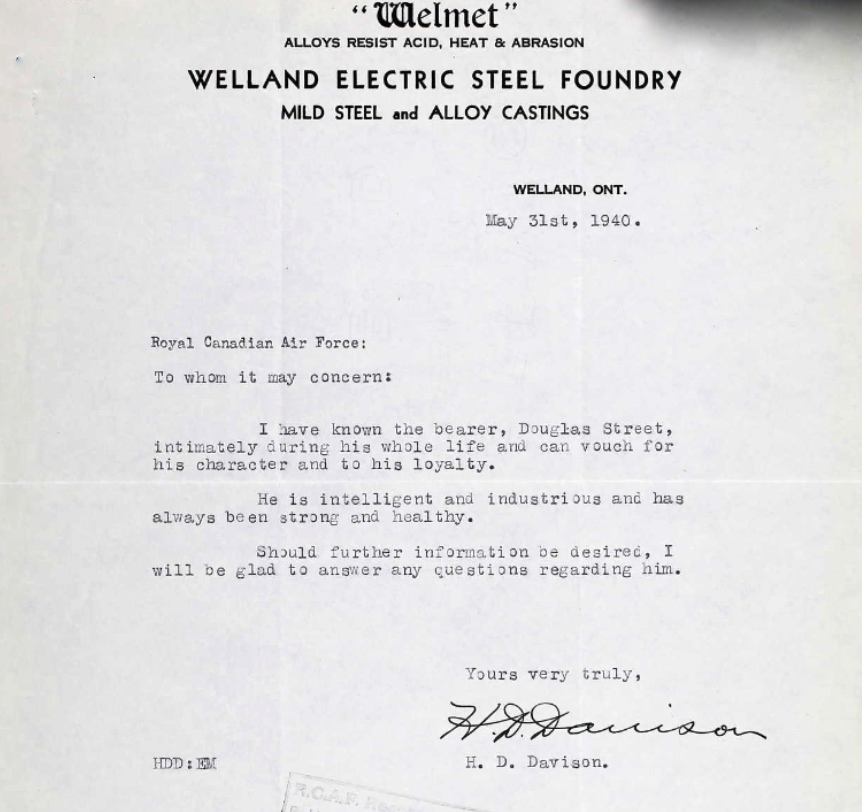 "Welmet"
ALLOYS RESIST ACID, HEAT & ABRASION
WELLAND ELECTRIC STEEL FOUNDRY
MILD STEEL and ALLOY CASTINGS
WELLAND, ONT.
May 31st, 1940.
Royal Canadian Air Force:
To whom it may concern:
I have known the bearer, Douglas Street,
intimately during his whole life and can vouch for
his character and to his loyalty.
He is intelligent and industrious and has
always been strong and healthy.
Should further information be desired, I
will be glad to answer any questions regarding him.
Yours very truly,
H.D.Davison
HDD:EM H. D. Davison.
R.C.A.F.